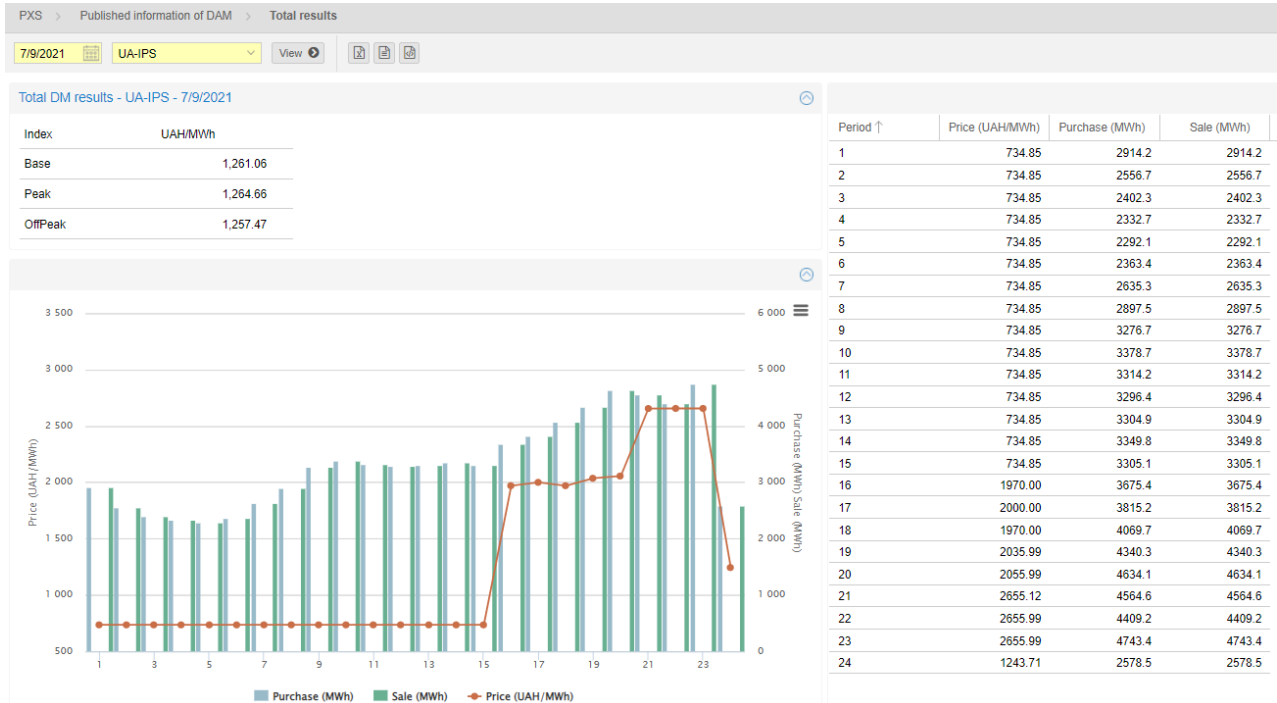 PXS > Published information of DAM > Total results
7/9/2021 UA-IPS View
Total DM results - UA-IPS - 7/9/2021
Index UAH/MWh
Base 1,261.06
Peak 1,264.66
OffPeak 1,257.47
3 500 6 000
3 000 5 000
2 500 4 000
2 000 3 000
1 500 2 000
1 000 1 000
500 0
Price (UAH/MWh)
Purchase (MWh) Sale (MWh)
1 3 5 7 9 11 13 15 17 19 21 23
Purchase (MWh) Sale (MWh) Price (UAH/MWh)
Period ↑ Price (UAH/MWh) Purchase (MWh) Sale (MWh)
1 734.85 2914.2 2914.2
2 734.85 2556.7 2556.7
3 734.85 2402.3 2402.3
4 734.85 2332.7 2332.7
5 734.85 2292.1 2292.1
6 734.85 2363.4 2363.4
7 734.85 2635.3 2635.3
8 734.85 2897.5 2897.5
9 734.85 3276.7 3276.7
10 734.85 3378.7 3378.7
11 734.85 3314.2 3314.2
12 734.85 3296.4 3296.4
13 734.85 3304.9 3304.9
14 734.85 3349.8 3349.8
15 734.85 3305.1 3305.1
16 1970.00 3675.4 3675.4
17 2000.00 3815.2 3815.2
18 1970.00 4069.7 4069.7
19 2035.99 4340.3 4340.3
20 2055.99 4634.1 4634.1
21 2655.12 4564.6 4564.6
22 2655.99 4409.2 4409.2
23 2655.99 4743.4 4743.4
24 1243.71 2578.5 2578.5